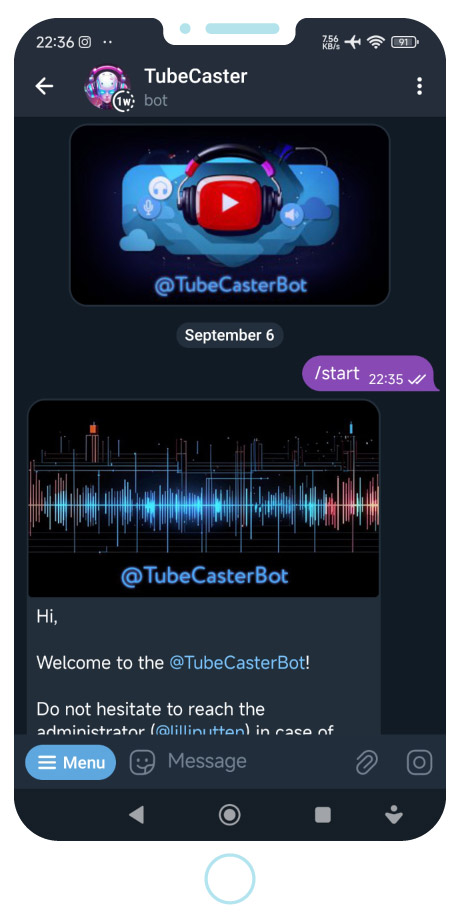 22:36
7.56
KB/s
91
TubeCaster
1w
bot
@TubeCasterBot
September 6
/start 22:35
@TubeCasterBot
Hi,
Welcome to the @TubeCasterBot!
Do not hesitate to reach the
administrator (@lilliputten) in case of
Menu
Message